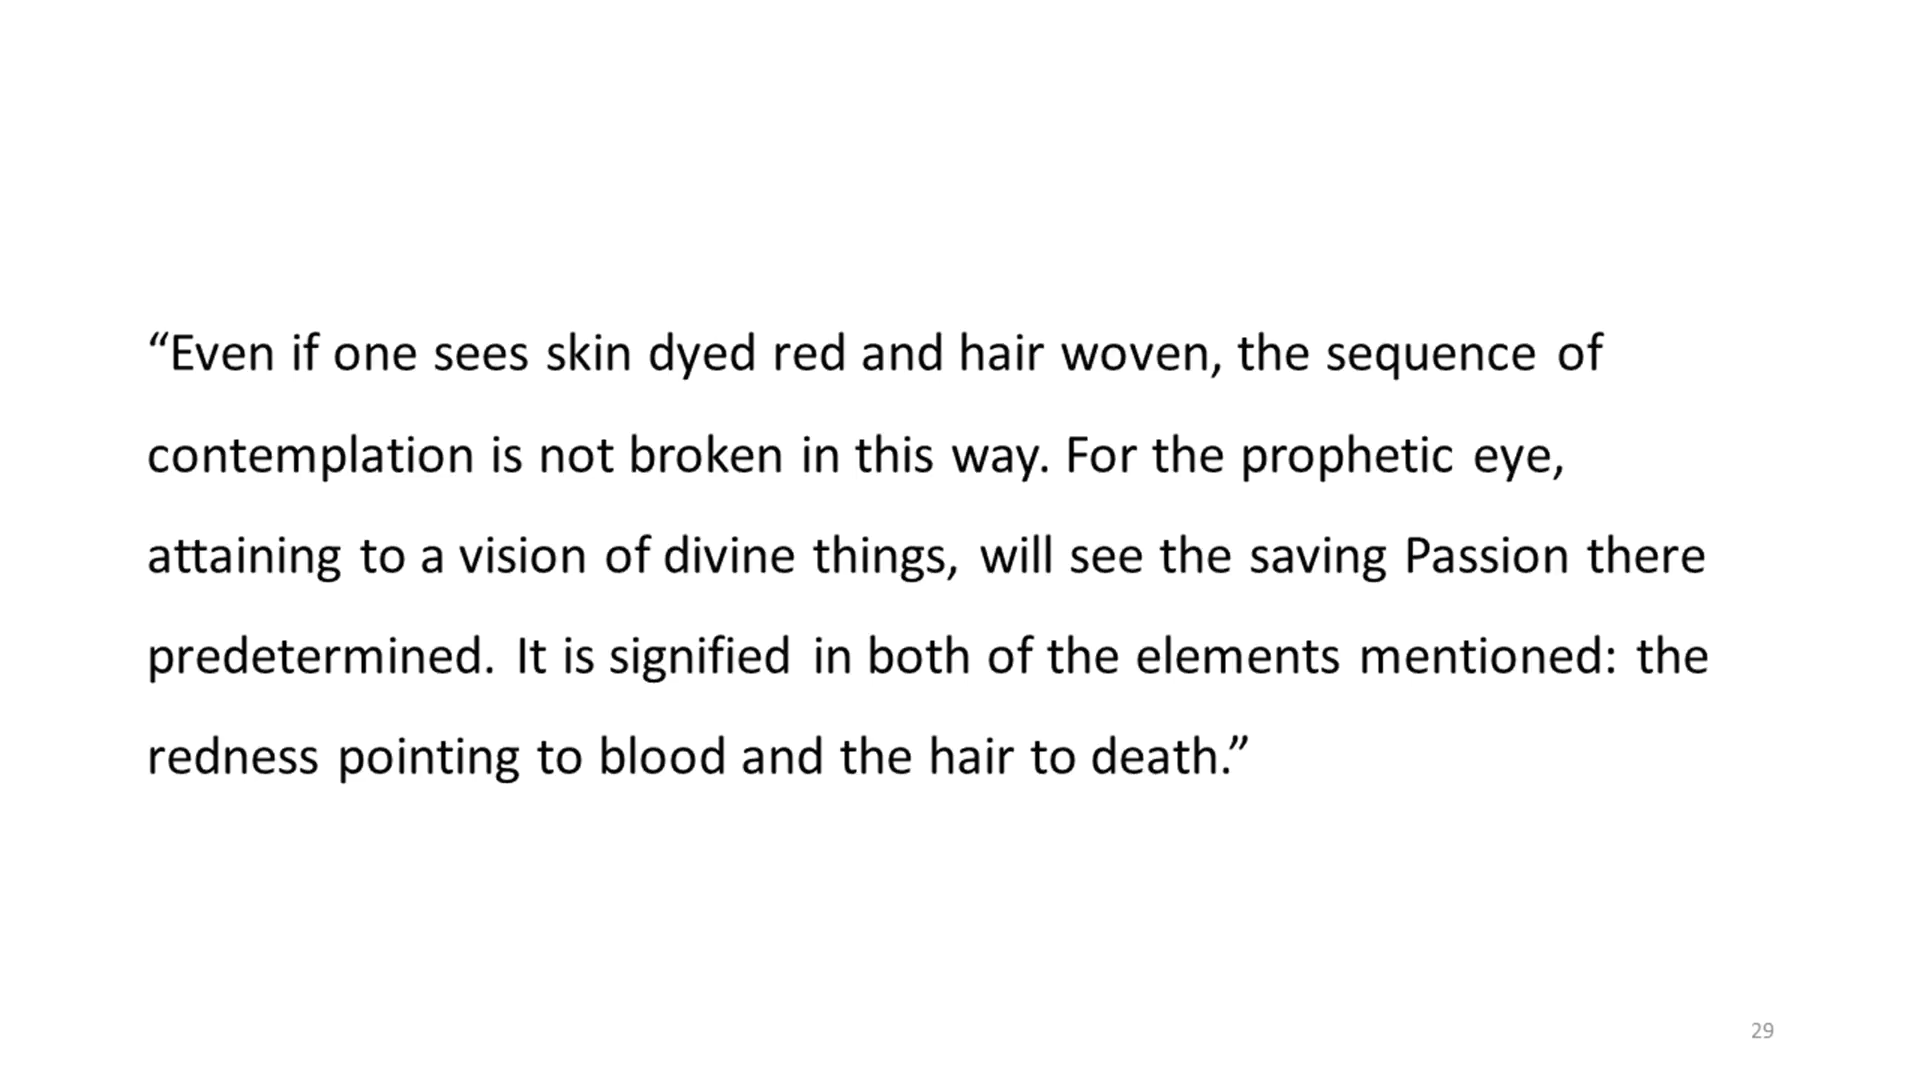 “Even if one sees skin dyed red and hair woven, the sequence of
contemplation is not broken in this way. For the prophetic eye,
attaining to a vision of divine things, will see the saving Passion there
predetermined. It is signified in both of the elements mentioned: the
redness pointing to blood and the hair to death.”
29